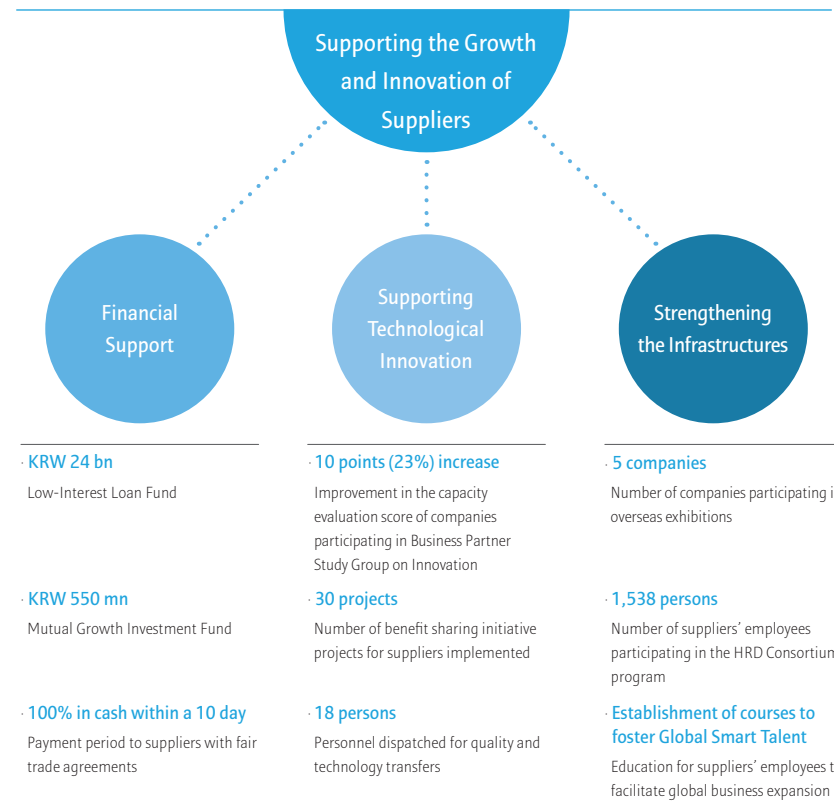 Supporting the Growth
and Innovation of
Suppliers
Financial
Support
Supporting
Technological
Innovation
Strengthening
the Infrastructures
· KRW 24 bn
Low-Interest Loan Fund
· KRW 550 mn
Mutual Growth Investment Fund
· 100% in cash within a 10 day
Payment period to suppliers with fair
trade agreements
· 10 points (23%) increase
Improvement in the capacity
evaluation score of companies
participating in Business Partner
Study Group on Innovation
· 30 projects
Number of benefit sharing initiative
projects for suppliers implemented
· 18 persons
Personnel dispatched for quality and
technology transfers
· 5 companies
Number of companies participating i
overseas exhibitions
· 1,538 persons
Number of suppliers' employees
participating in the HRD Consortium
program
· Establishment of courses to
foster Global Smart Talent
Education for suppliers' employees t
facilitate global business expansion